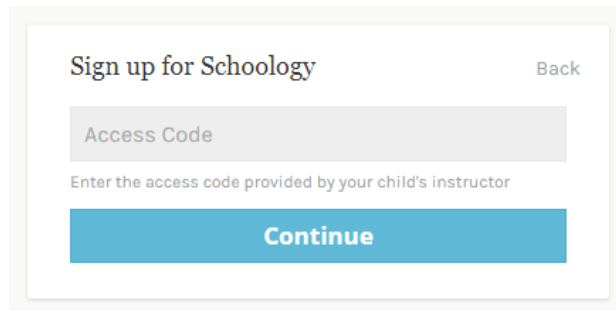 Sign up for Schoology
Back
Access Code
Enter the access code provided by your child's instructor
Continue